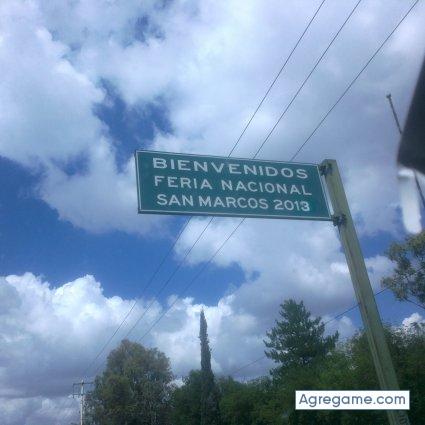 BIENVENIDOS
FERIA NACIONAL
SAN MARCOS 2013
Agregame.com